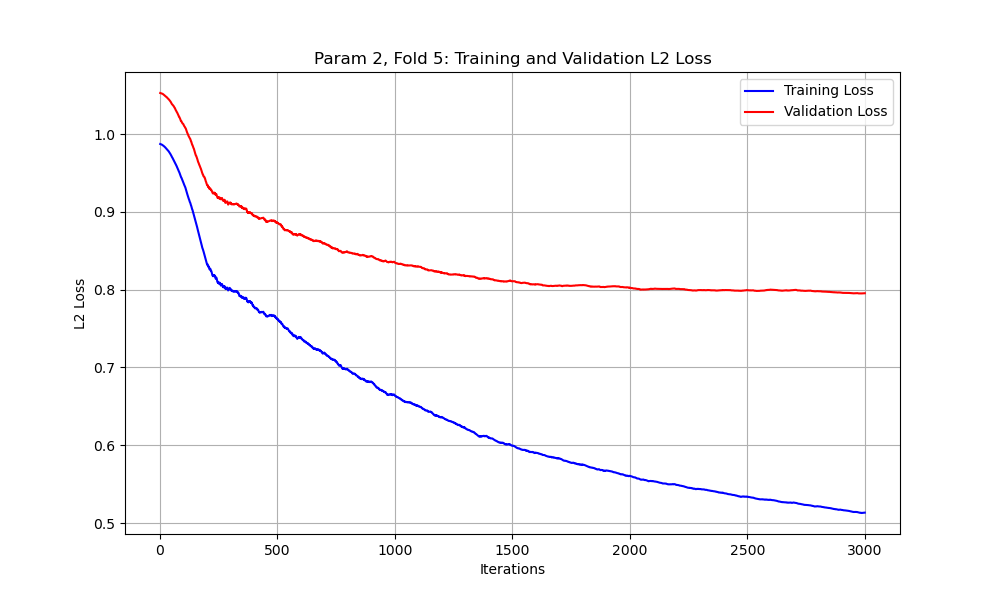 Param 2, Fold 5: Training and Validation L2 Loss
Training Loss
Validation Loss
L2 Loss
1.0
0.9
0.8
0.7
0.6
0.5
0
500
1000
1500
2000
2500
3000
Iterations